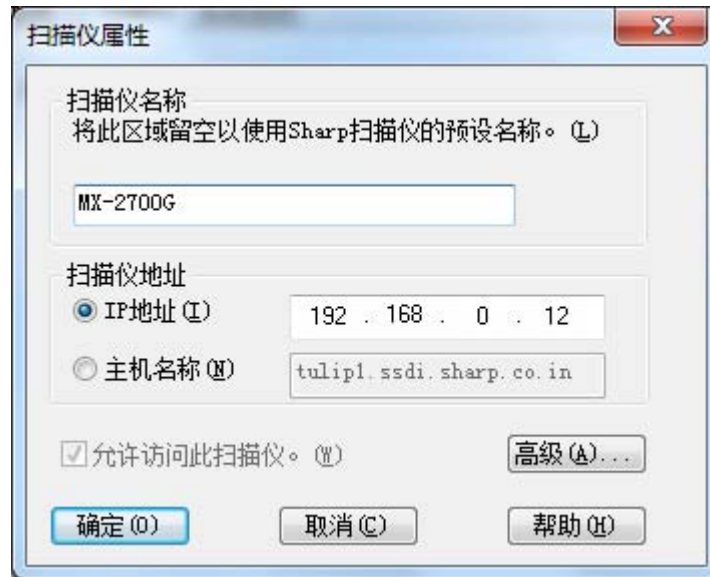 扫描仪属性
扫描仪名称
将此区域留空以使用Sharp扫描仪的预设名称。(L)
MX-2700G
扫描仪地址
IP地址(I)
192 . 168 . 0 . 12
主机名称(N)
tulip1.ssdi.sharp.co.in
允许访问此扫描仪。(W)
高级(A)...
确定(O)
取消(C)
帮助(H)